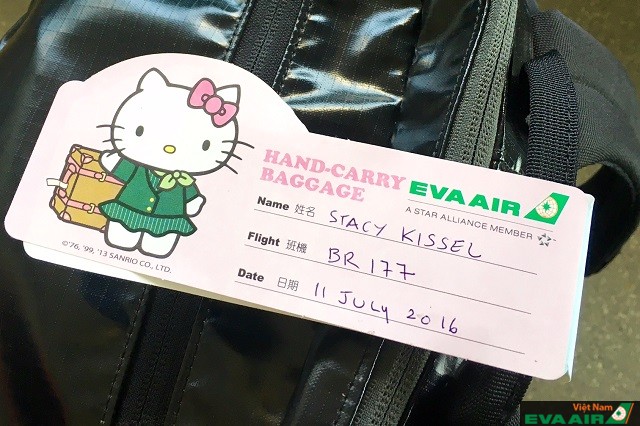 HAND-CARRY
BAGGAGE
EVA AIR
A STAR ALLIANCE MEMBER
Name 姓名 STACY KISSEL
Flight 班機 BR 177
Date 日期 11 JULY 2016
©'76, '99, '13 SANRIO CO., LTD.
Việt Nam
EVA AIR